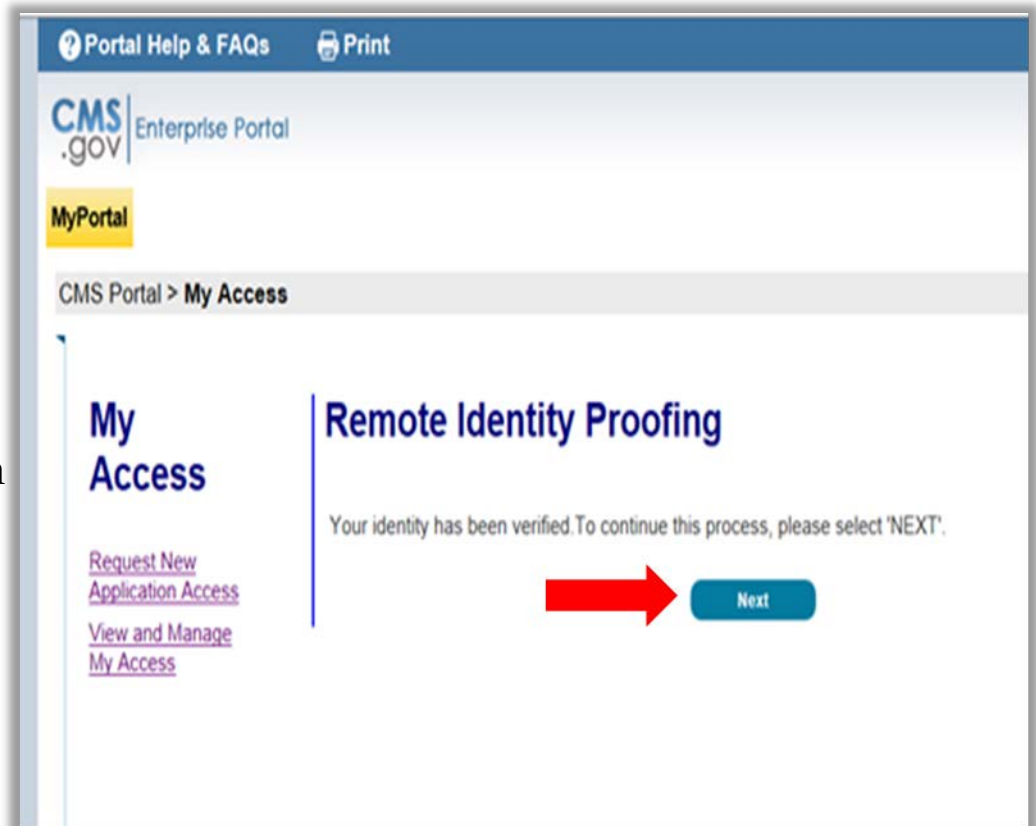 Portal Help & FAQs Print
CMS
.gov Enterprise Portal
MyPortal
CMS Portal > My Access
My
Access
Request New
Application Access
View and Manage
My Access
Remote Identity Proofing
Your identity has been verified.To continue this process, please select 'NEXT'.
Next